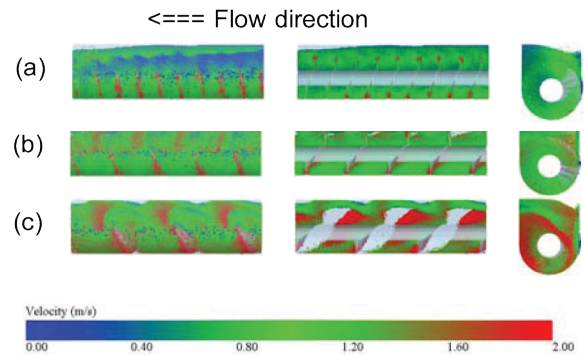 <=== Flow direction
(a)
(b)
(c)
Velocity (m/s)
0.00 0.40 0.80 1.20 1.60 2.00